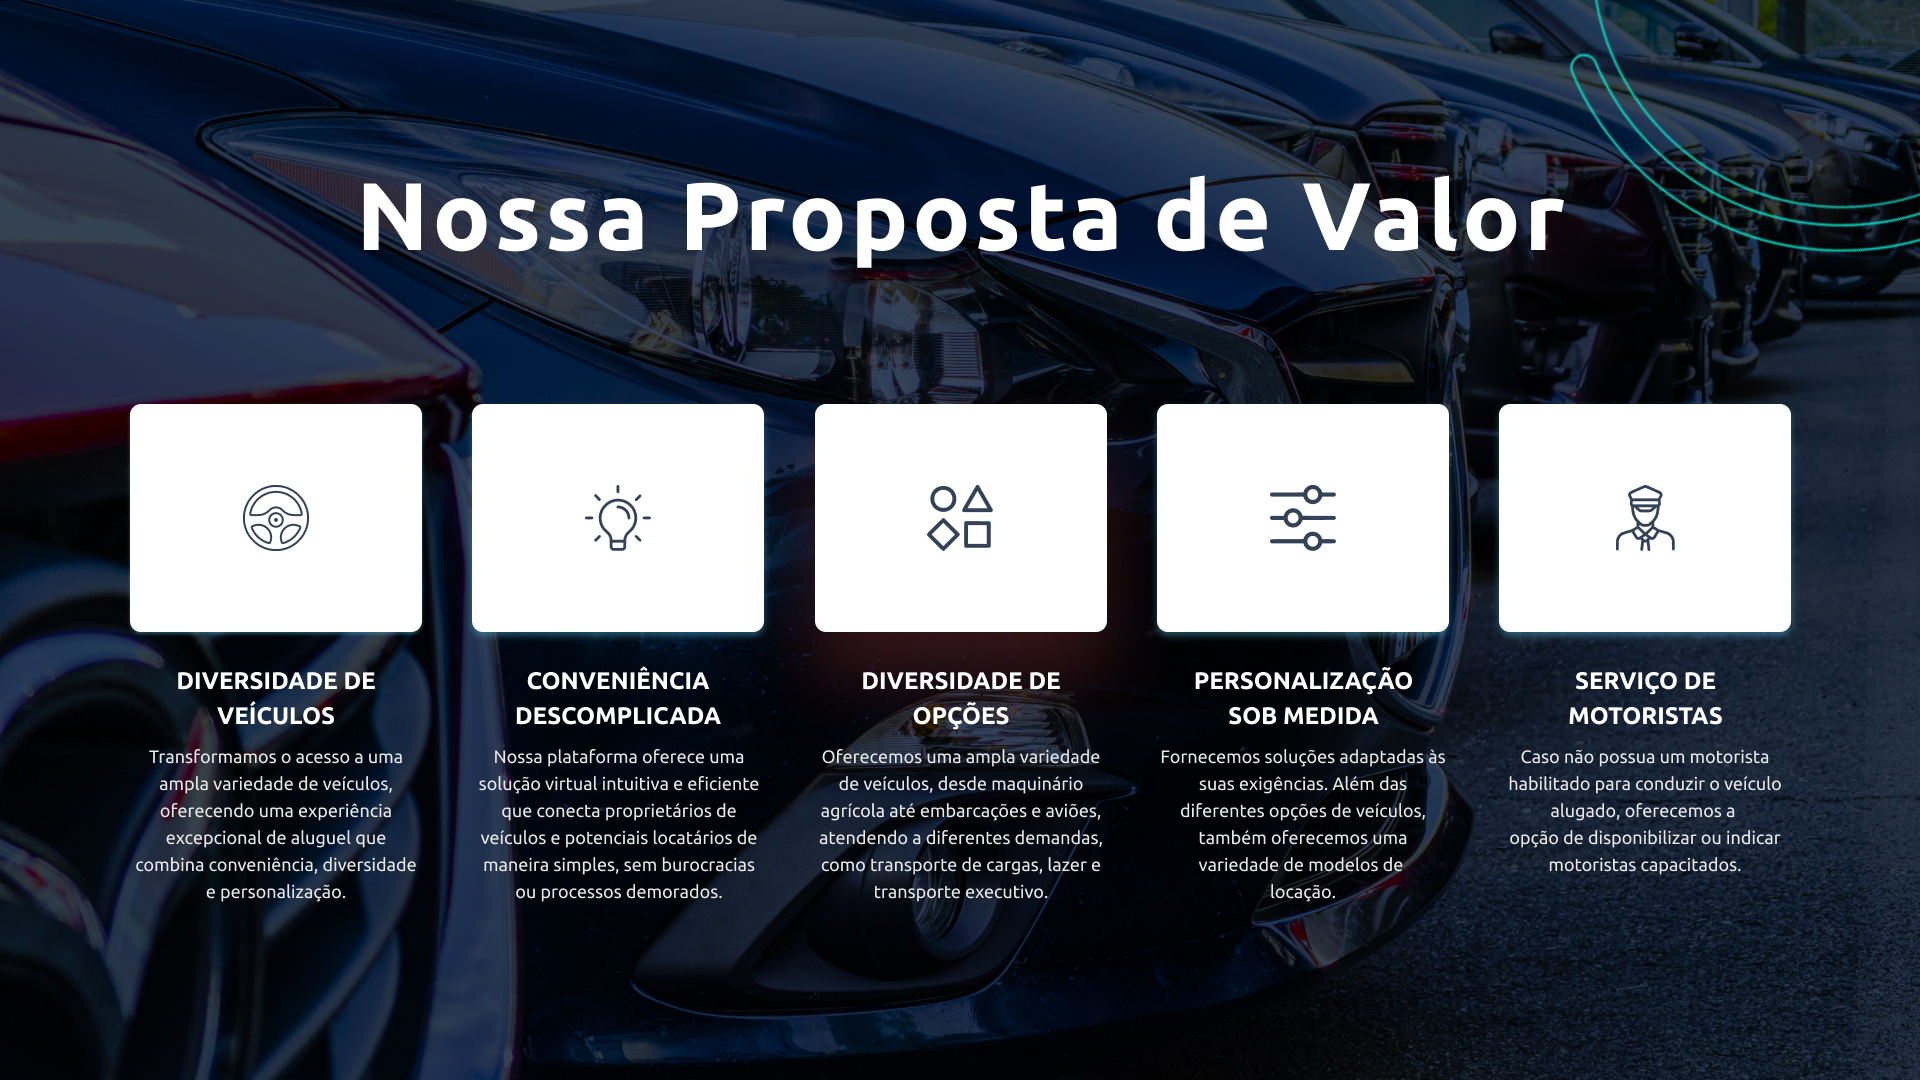 Nossa Proposta de Valor
DIVERSIDADE DE
VEÍCULOS
Transformamos o acesso a uma
ampla variedade de veículos,
oferecendo uma experiência
excepcional de aluguel que
combina conveniência, diversidade
e personalização.
CONVENIÊNCIA
DESCOMPLICADA
Nossa plataforma oferece uma
solução virtual intuitiva e eficiente
que conecta proprietários de
veículos e potenciais locatários de
maneira simples, sem burocracias
ou processos demorados.
DIVERSIDADE DE
OPÇÕES
Oferecemos uma ampla variedade
de veículos, desde maquinário
agrícola até embarcações e aviões,
atendendo a diferentes demandas,
como transporte de cargas, lazer e
transporte executivo.
PERSONALIZAÇÃO
SOB MEDIDA
Fornecemos soluções adaptadas às
suas exigências. Além das
diferentes opções de veículos,
também oferecemos uma
variedade de modelos de
locação.
SERVIÇO DE
MOTORISTAS
Caso não possua um motorista
habilitado para conduzir o veículo
alugado, oferecemos a
opção de disponibilizar ou indicar
motoristas capacitados.